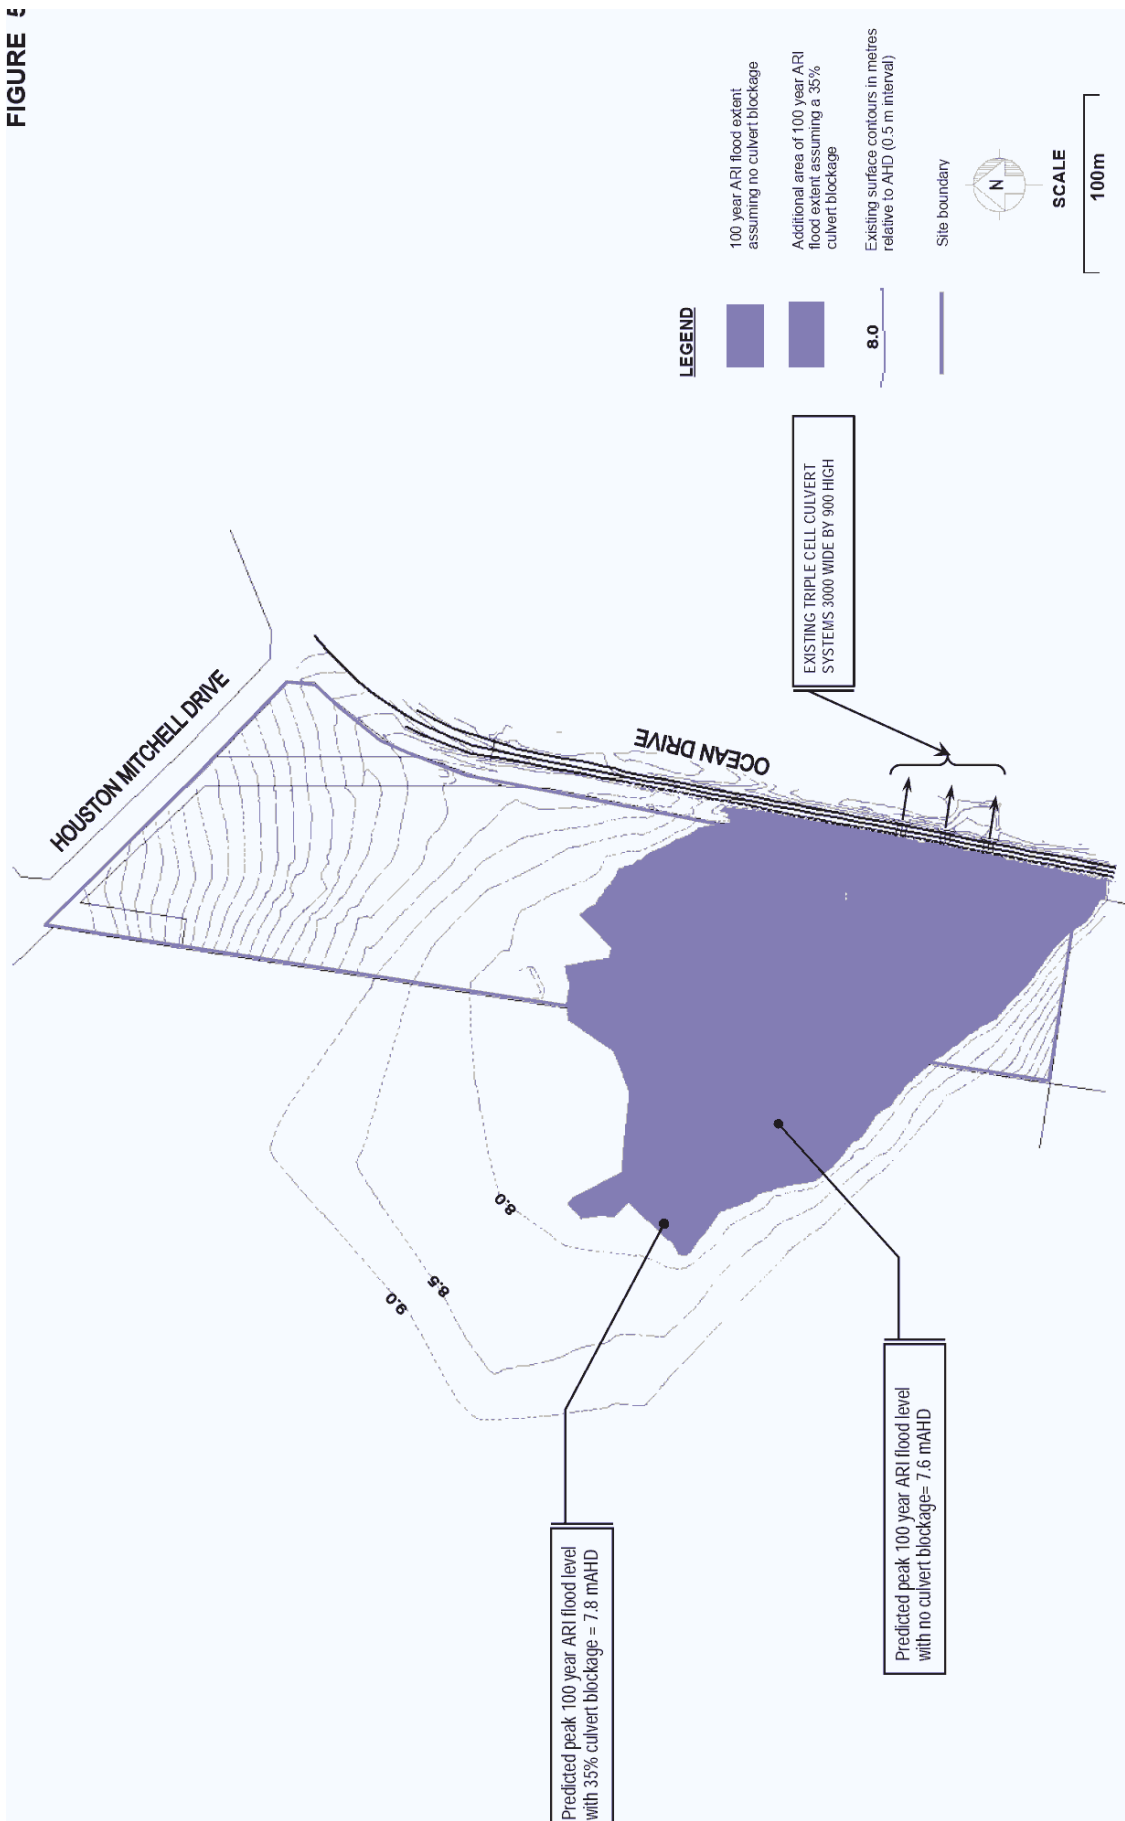 FIGURE 5
HOUSTON MITCHELL DRIVE
OCEAN DRIVE
EXISTING TRIPLE CELL CULVERT
SYSTEMS 3000 WIDE BY 900 HIGH
9.0
8.5
8.0
Predicted peak 100 year ARI flood level
with 35% culvert blockage = 7.8 mAHD
Predicted peak 100 year ARI flood level
with no culvert blockage= 7.6 mAHD
LEGEND
100 year ARI flood extent
assuming no culvert blockage
Additional area of 100 year ARI
flood extent assuming a 35%
culvert blockage
8.0
Existing surface contours in metres
relative to AHD (0.5 m interval)
Site boundary
N
SCALE
100m